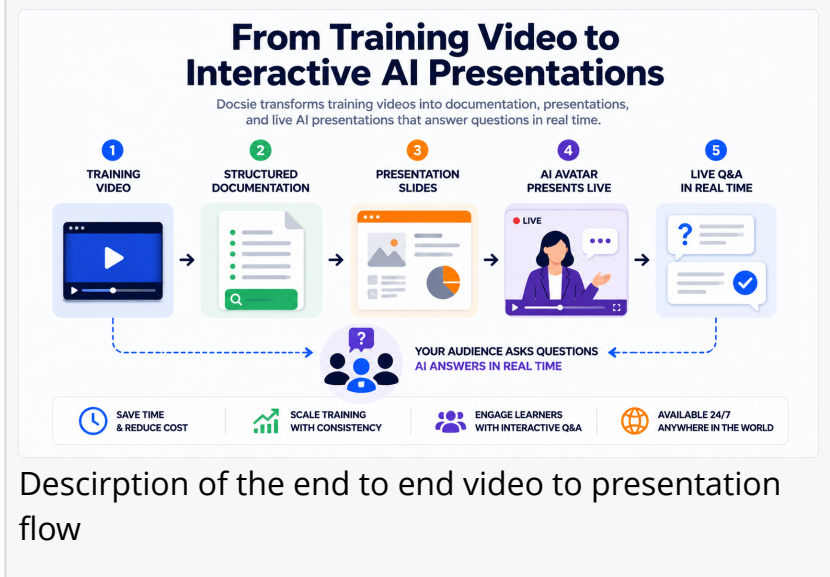 From Training Video to
Interactive AI Presentations
Docsie transforms training videos into documentation, presentations,
and live AI presentations that answer questions in real time.
1
TRAINING
VIDEO
2
STRUCTURED
DOCUMENTATION
3
PRESENTATION
SLIDES
4
AI AVATAR
PRESENTS LIVE
5
LIVE Q&A
IN REAL TIME
LIVE
?
?
YOUR AUDIENCE ASKS QUESTIONS
AI ANSWERS IN REAL TIME
SAVE TIME
& REDUCE COST
SCALE TRAINING
WITH CONSISTENCY
ENGAGE LEARNERS
WITH INTERACTIVE Q&A
AVAILABLE 24/7
ANYWHERE IN THE WORLD
Descirption of the end to end video to presentation
flow